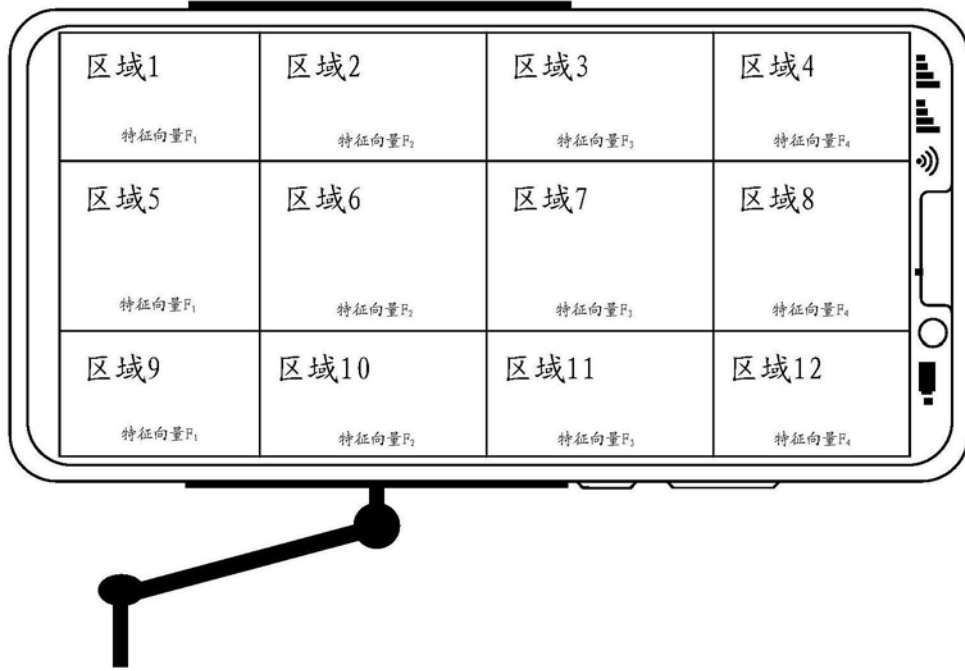 区域1
区域2
区域3
区域4
特征向量F₁
特征向量F₂
特征向量F₃
特征向量F₄
区域5
区域6
区域7
区域8
特征向量F₁
特征向量F₂
特征向量F₃
特征向量F₄
区域9
区域10
区域11
区域12
特征向量F₁
特征向量F₂
特征向量F₃
特征向量F₄